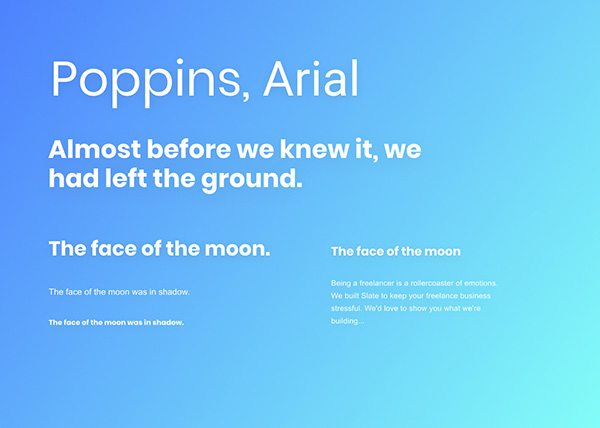 Poppins, Arial
Almost before we knew it, we
had left the ground.
The face of the moon.
The face of the moon was in shadow.
The face of the moon was in shadow.
The face of the moon
Being a freelancer is a rollercoaster of emotions.
We built Slate to keep your freelance business
stressful. We'd love to show you what we're
building...